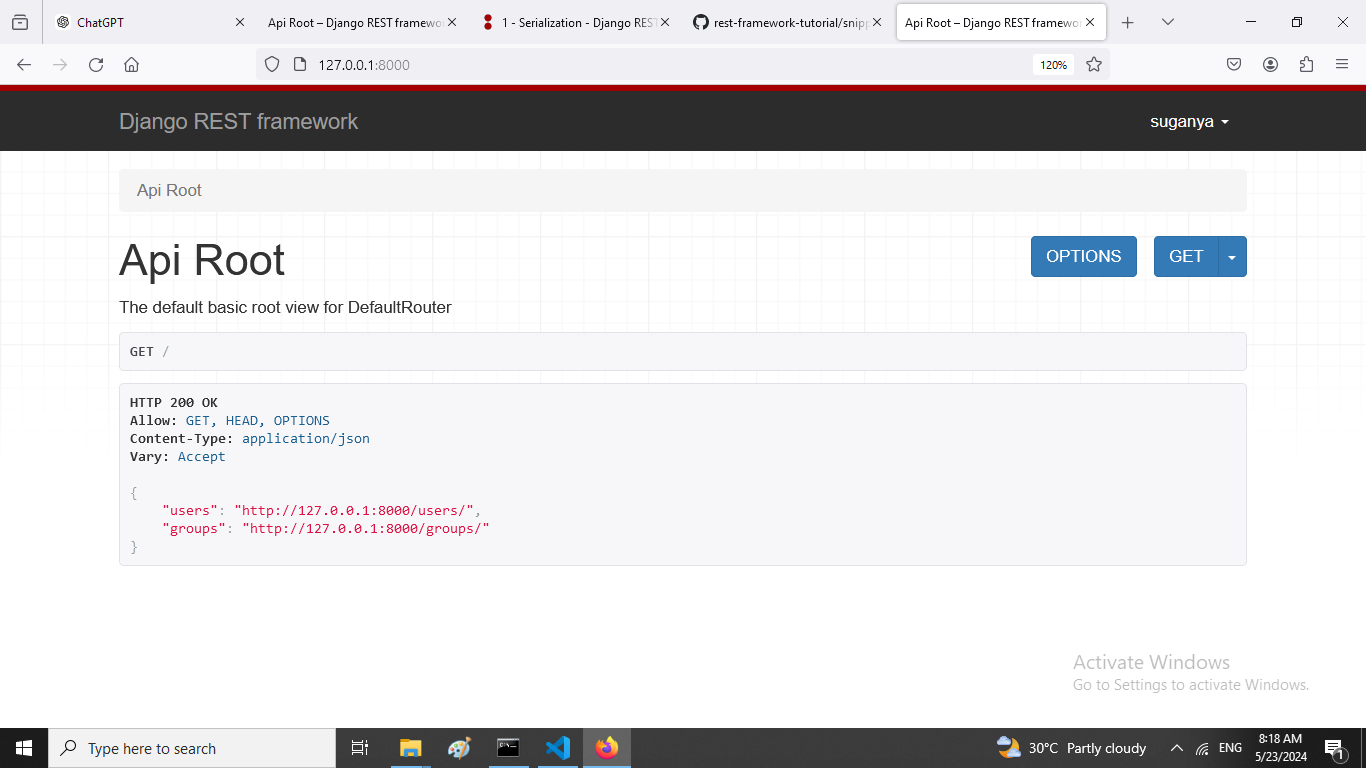 ChatGPT
Api Root – Django REST framewo
1 - Serialization - Django REST
rest-framework-tutorial/snipp
Api Root – Django REST framewo
127.0.0.1:8000
120%
Django REST framework
suganya
Api Root
Api Root
OPTIONS
GET
The default basic root view for DefaultRouter
GET /
HTTP 200 OK
Allow: GET, HEAD, OPTIONS
Content-Type: application/json
Vary: Accept
{
"users": "http://127.0.0.1:8000/users/",
"groups": "http://127.0.0.1:8000/groups/"
}
Activate Windows
Go to Settings to activate Windows.
Type here to search
30°C Partly cloudy
ENG
8:18 AM
5/23/2024
1